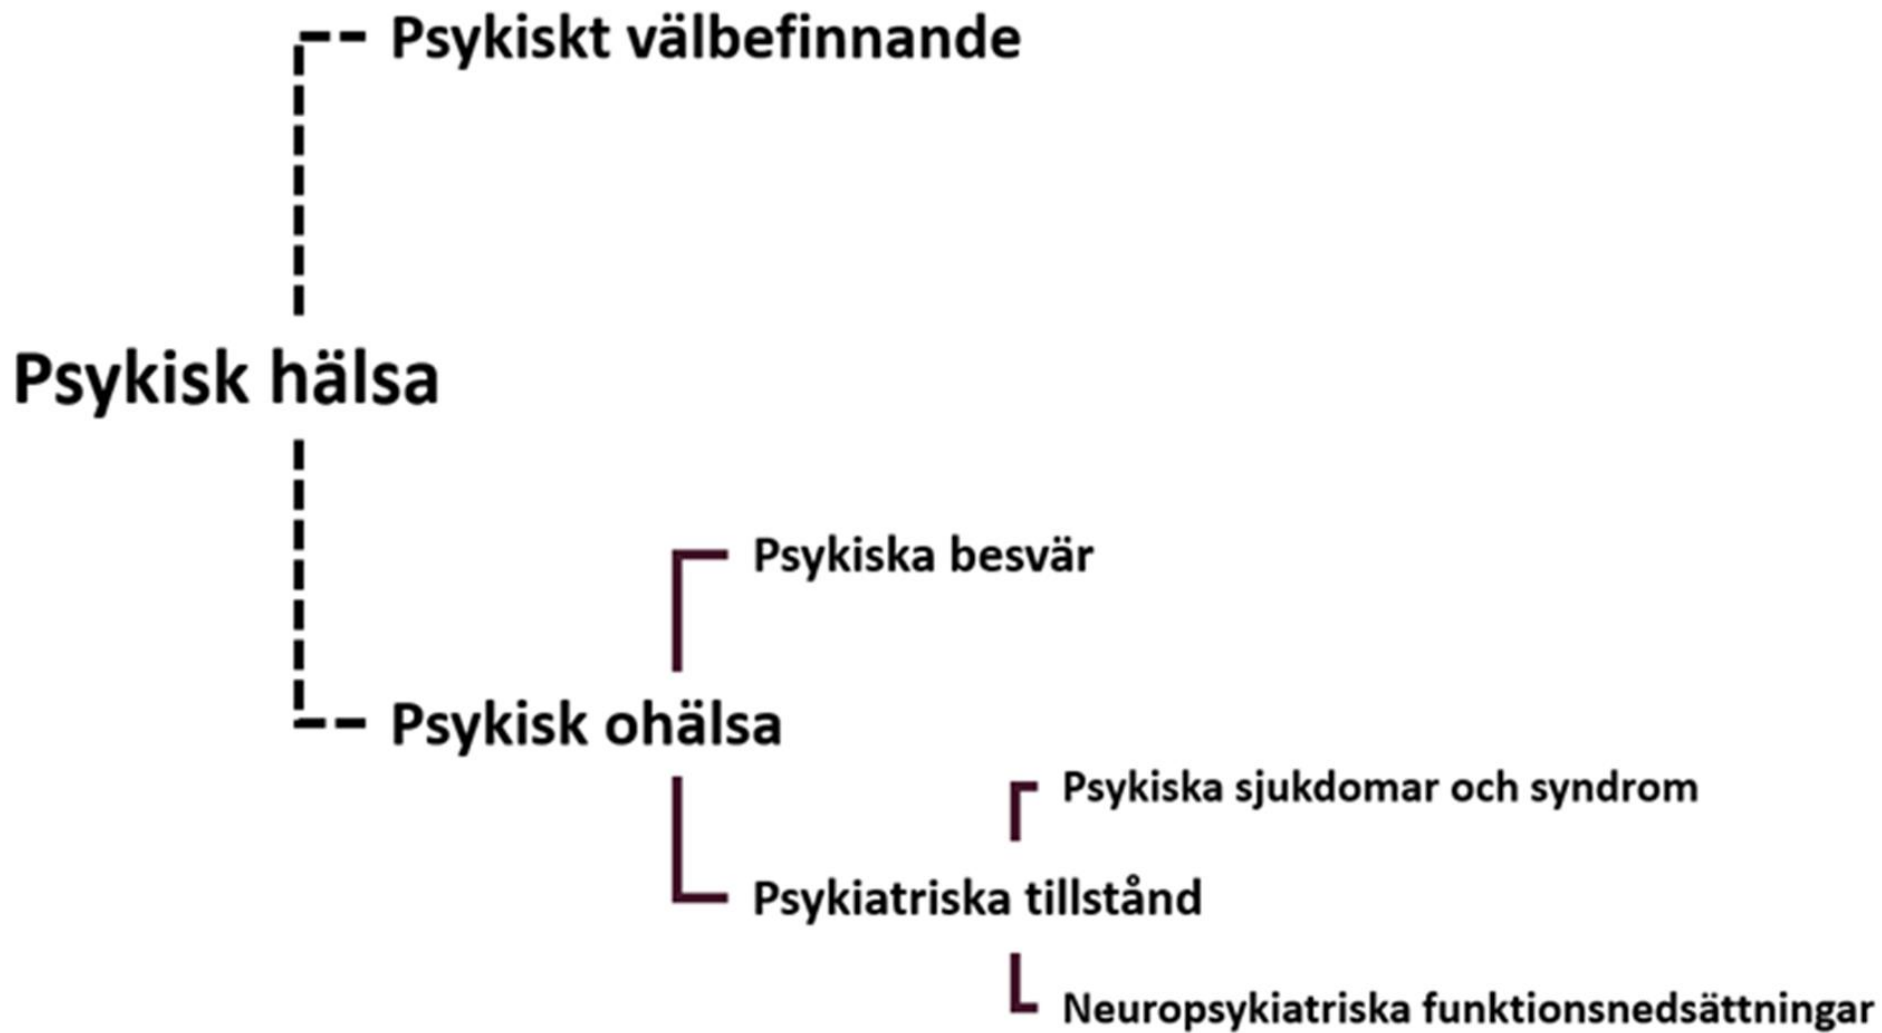 Psykiskt välbefinnande
Psykisk hälsa
Psykiska besvär
Psykisk ohälsa
Psykiska sjukdomar och syndrom
Psykiatriska tillstånd
Neuropsykiatriska funktionsnedsättningar